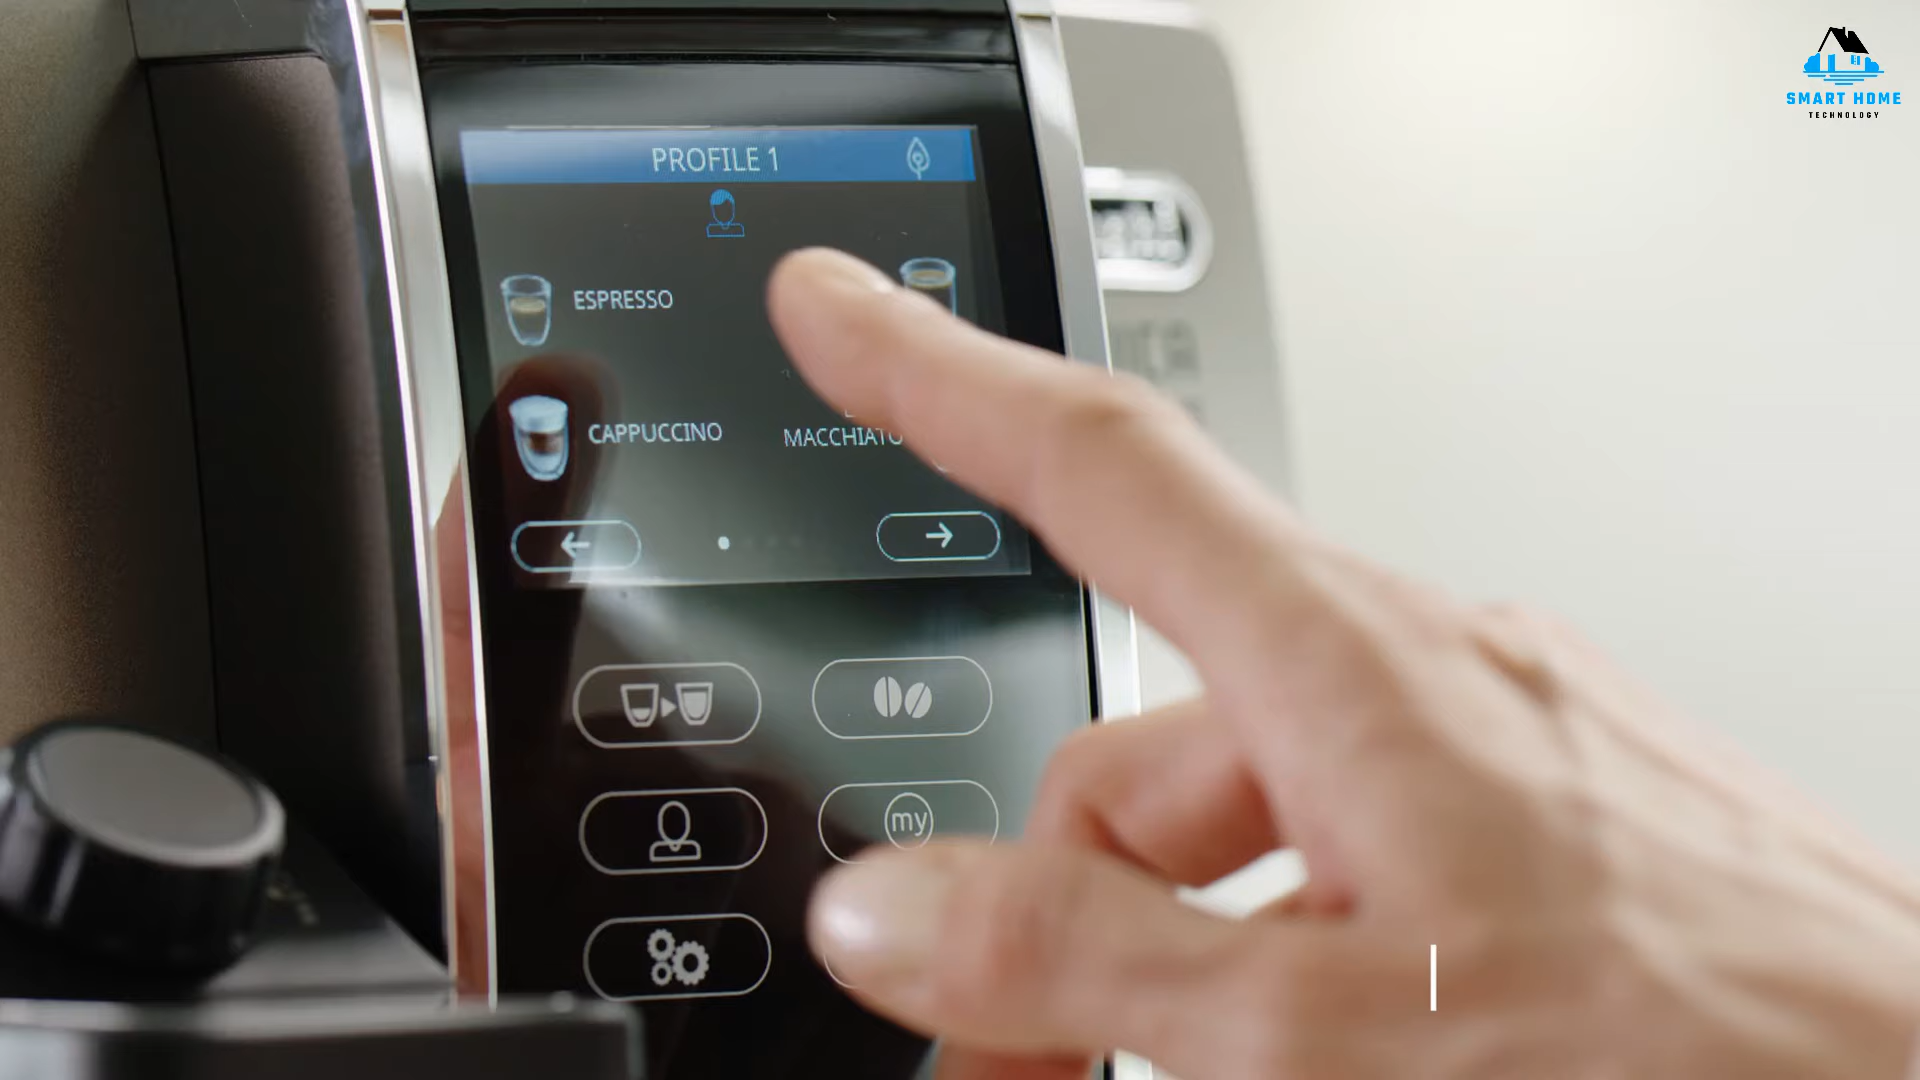 SMART HOME
TECHNOLOGY
PROFILE 1
ESPRESSO
CAPPUCCINO
MACCHIATO
my